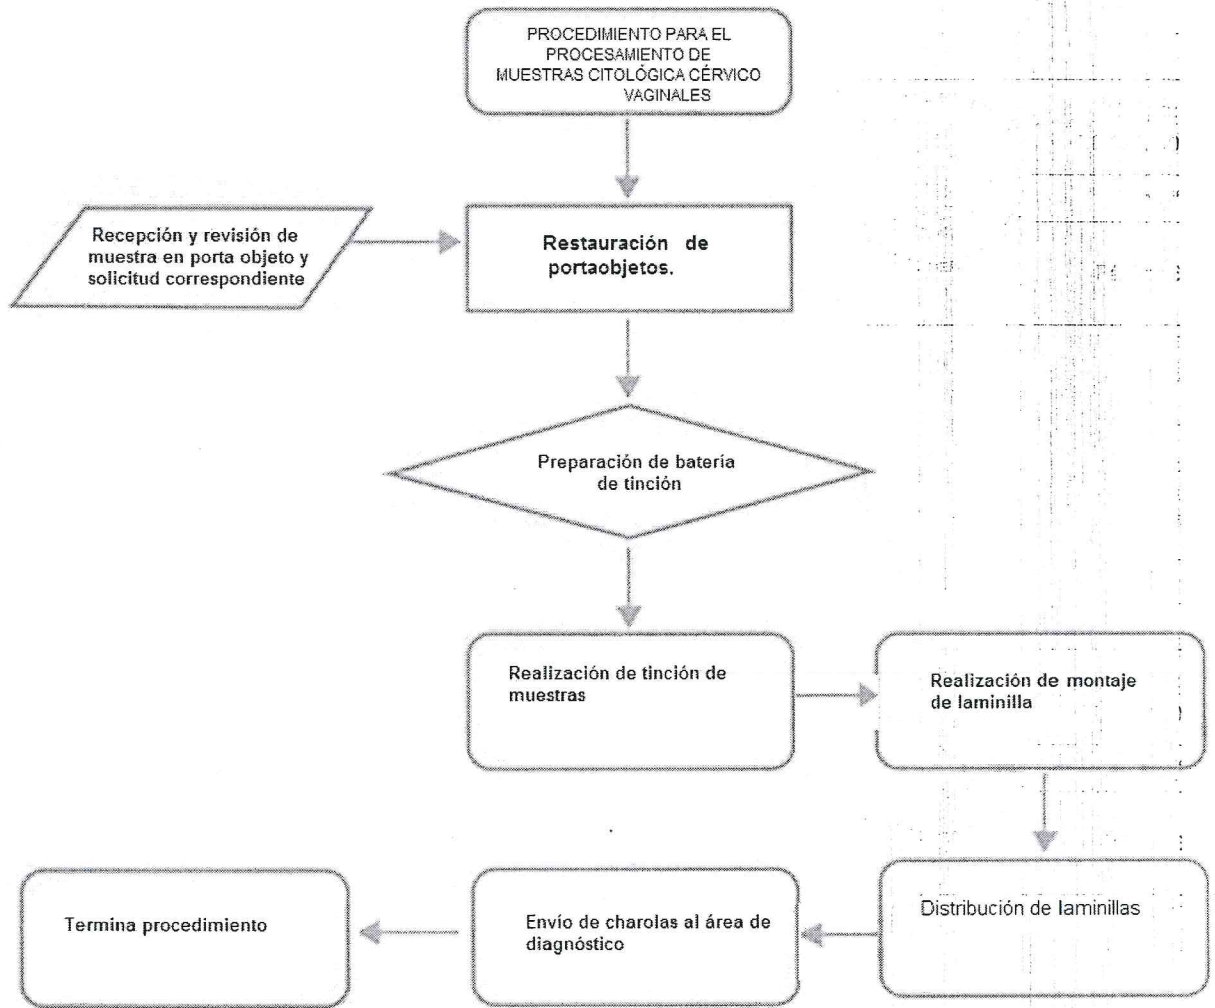 PROCEDIMIENTO PARA EL
PROCESAMIENTO DE
MUESTRAS CITOLÓGICA CÉRVICO
VAGINALES
Recepción y revisión de
muestra en porta objeto y
solicitud correspondiente
Restauración de
portaobjetos.
Preparación de batería
de tinción
Realización de tinción de
muestras
Realización de montaje
de laminilla
Distribución de laminillas
Envío de charolas al área de
diagnóstico
Termina procedimiento